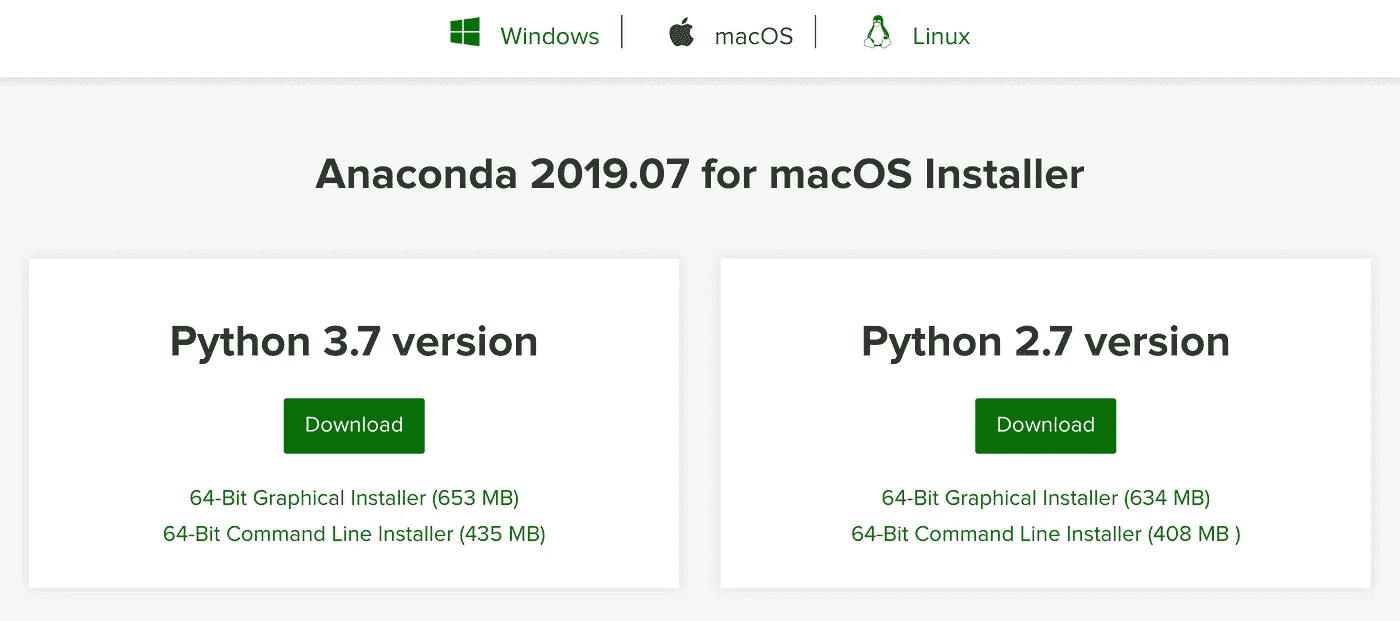 Windows macOS Linux
Anaconda 2019.07 for macOS Installer
Python 3.7 version
Download
64-Bit Graphical Installer (653 MB)
64-Bit Command Line Installer (435 MB)
Python 2.7 version
Download
64-Bit Graphical Installer (634 MB)
64-Bit Command Line Installer (408 MB )